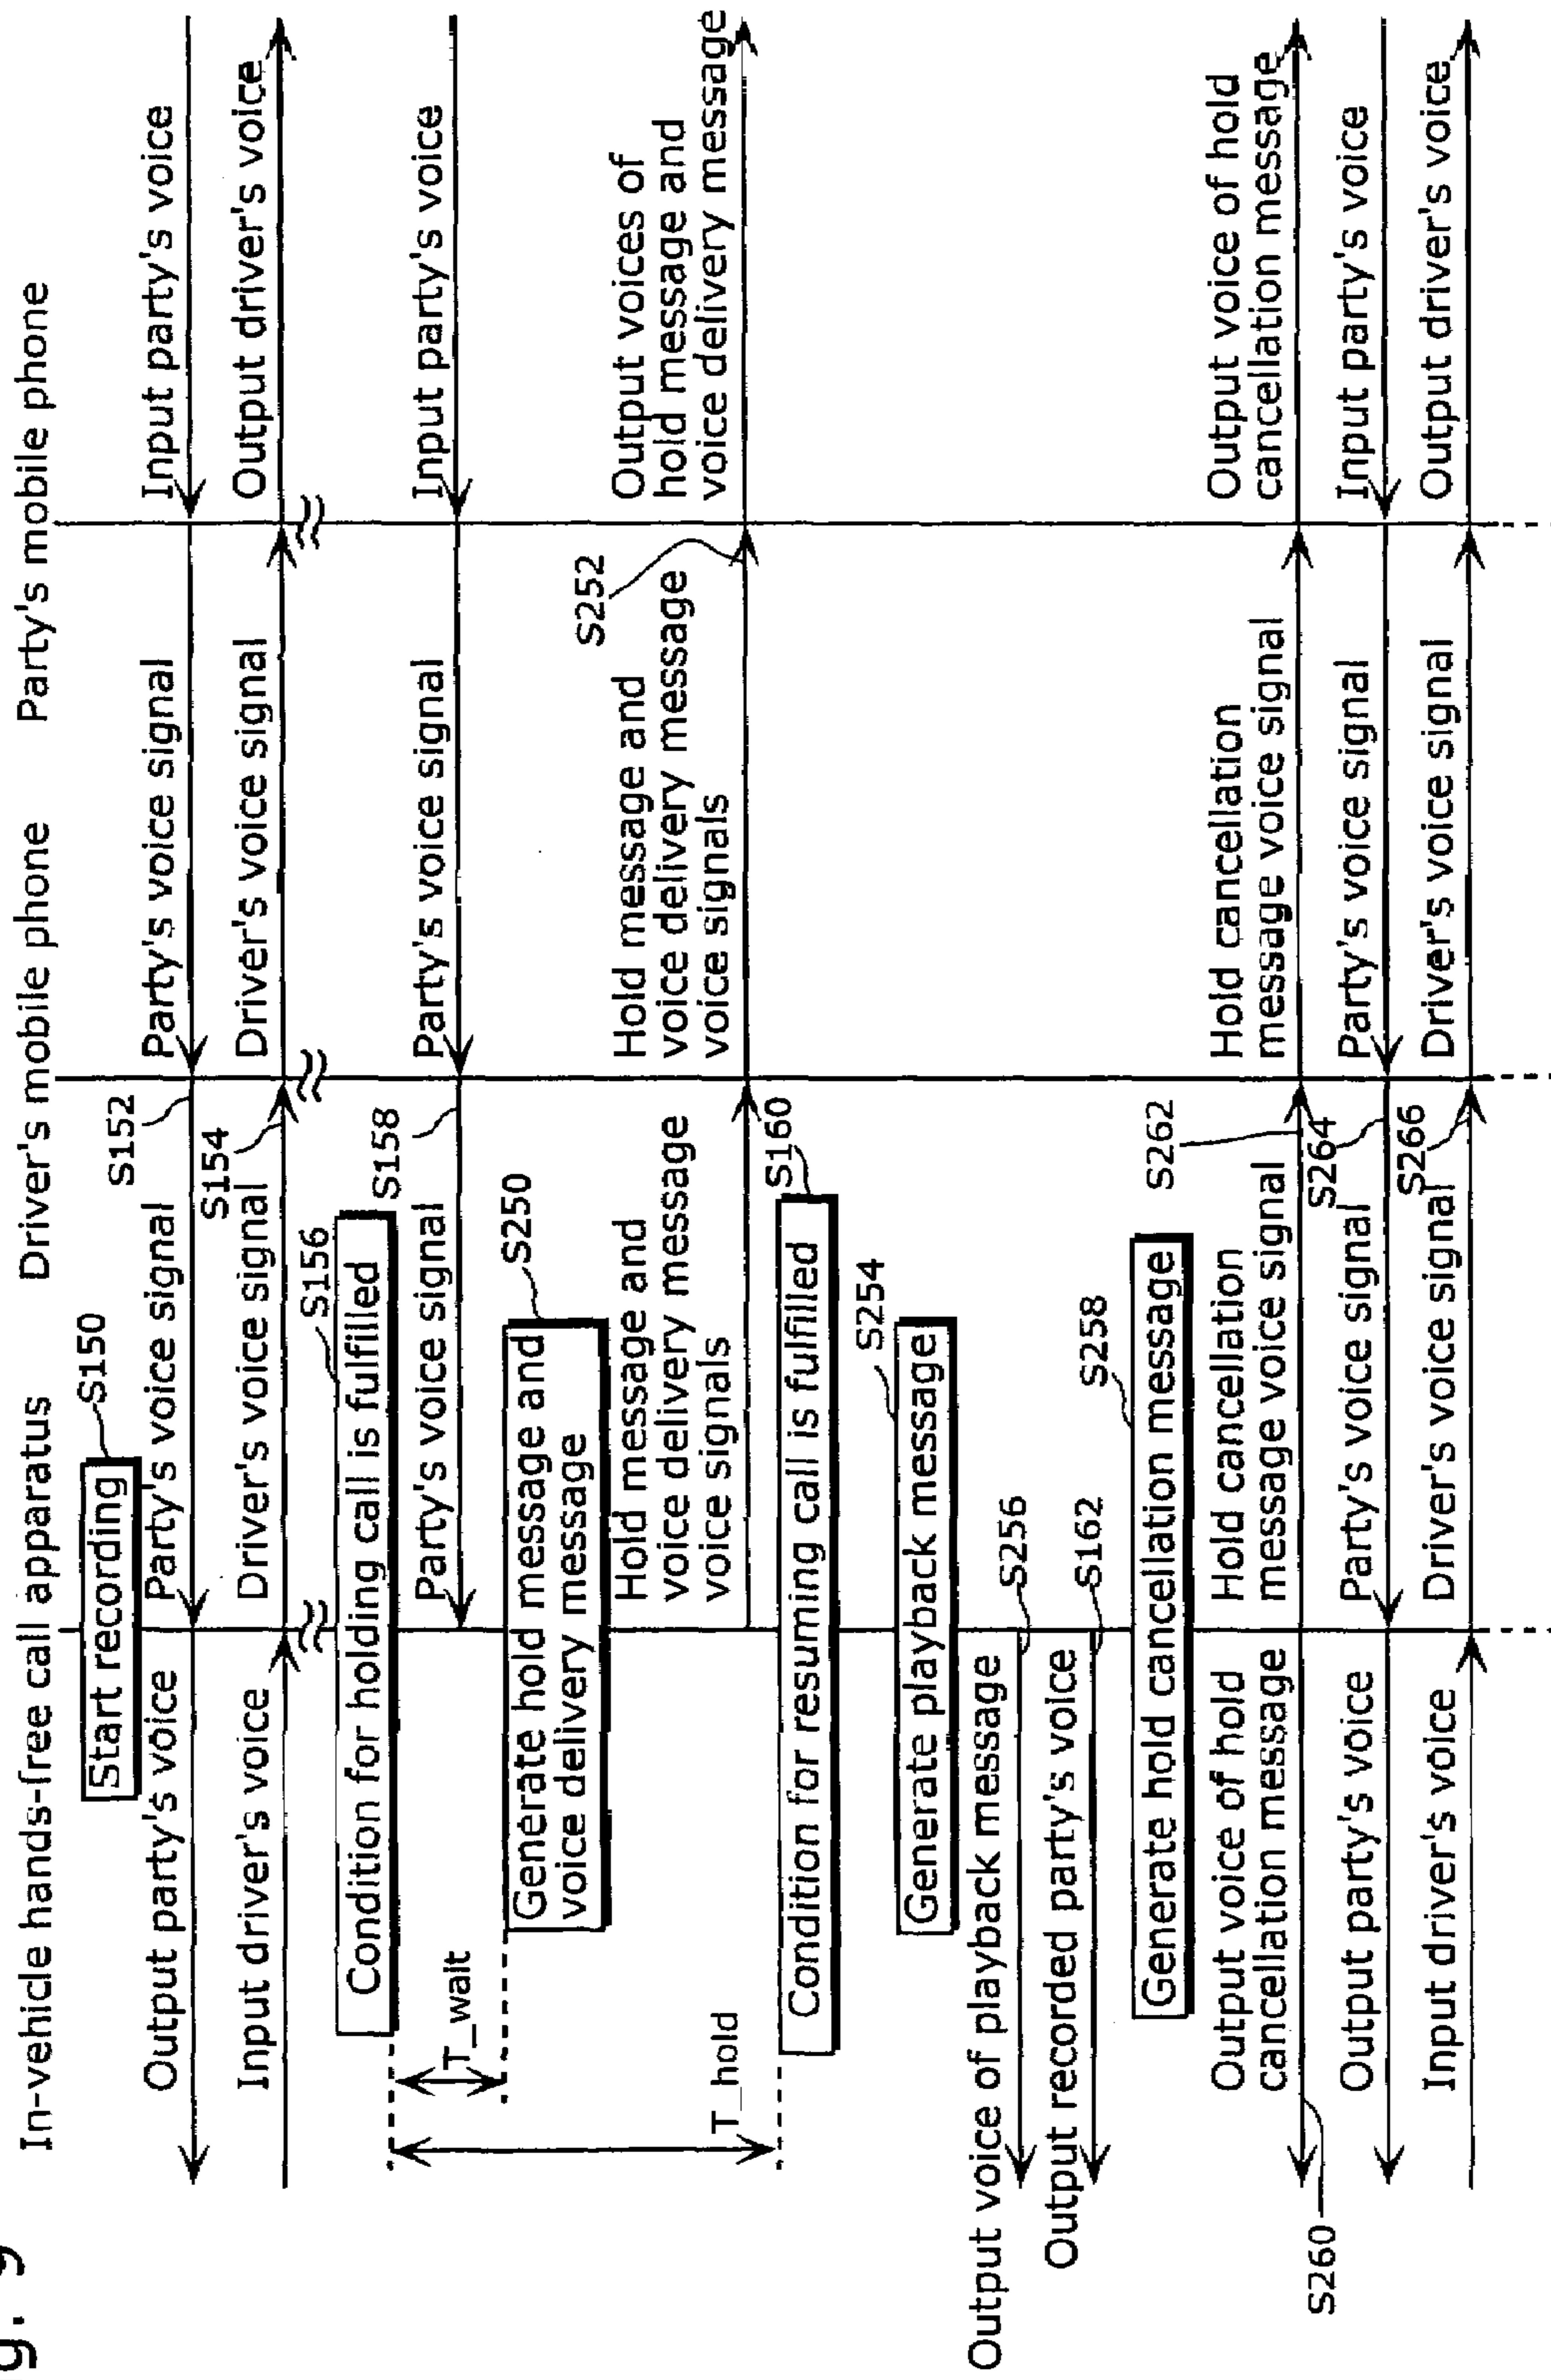 g. 9
In-vehicle hands-free call apparatus
Driver's mobile phone
Party's mobile phone
Start recording
S150
Output party's voice
Party's voice signal
S152
Party's voice signal
Input party's voice
Input driver's voice
Driver's voice signal
S154
Driver's voice signal
Output driver's voice
Condition for holding call is fulfilled
S156
T_wait
T_hold
Party's voice signal
S158
Party's voice signal
Input party's voice
Generate hold message and
voice delivery message
S250
Hold message and
voice delivery message
voice signals
Hold message and
voice delivery message
voice signals
S252
Output voices of
hold message and
voice delivery message
Condition for resuming call is fulfilled
S160
Generate playback message
S254
Output voice of playback message
S256
Output recorded party's voice
S162
Generate hold cancellation message
S258
Output voice of hold
cancellation message
S260
Hold cancellation
message voice signal
S262
Hold cancellation
message voice signal
Output voice of hold
cancellation message
Output party's voice
Party's voice signal
S264
Party's voice signal
Input party's voice
Input driver's voice
Driver's voice signal
S266
Driver's voice signal
Output driver's voice